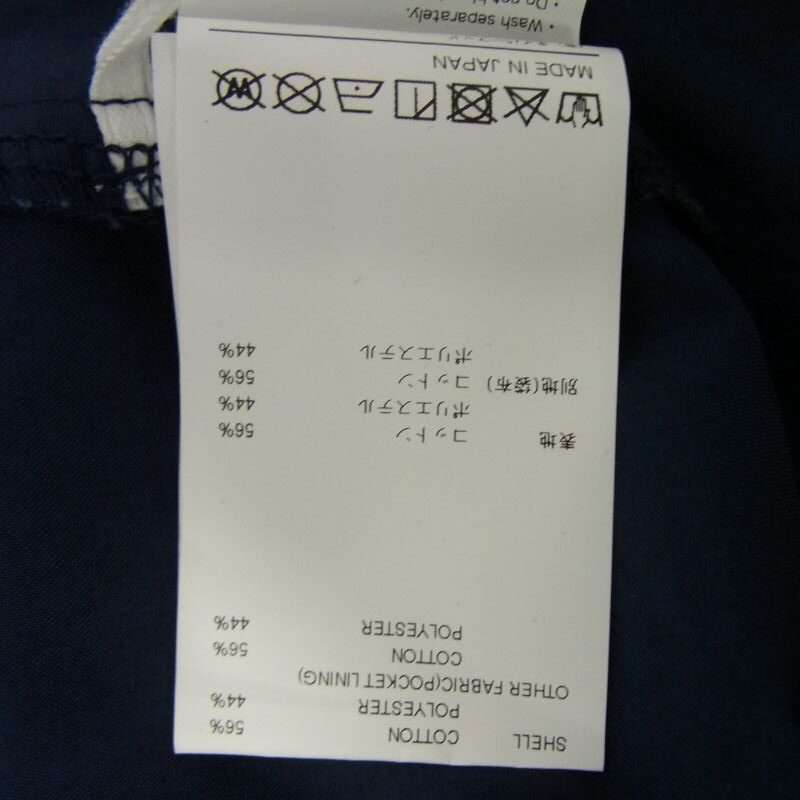 SHELL COTTON 56%
POLYESTER 44%
OTHER FABRIC(POCKET LINING)
COTTON 56%
POLYESTER 44%
表地 コットン 56%
ポリエステル 44%
別地(袋布) コットン 56%
ポリエステル 44%
W
MADE IN JAPAN
• Wash separately.
• Do not